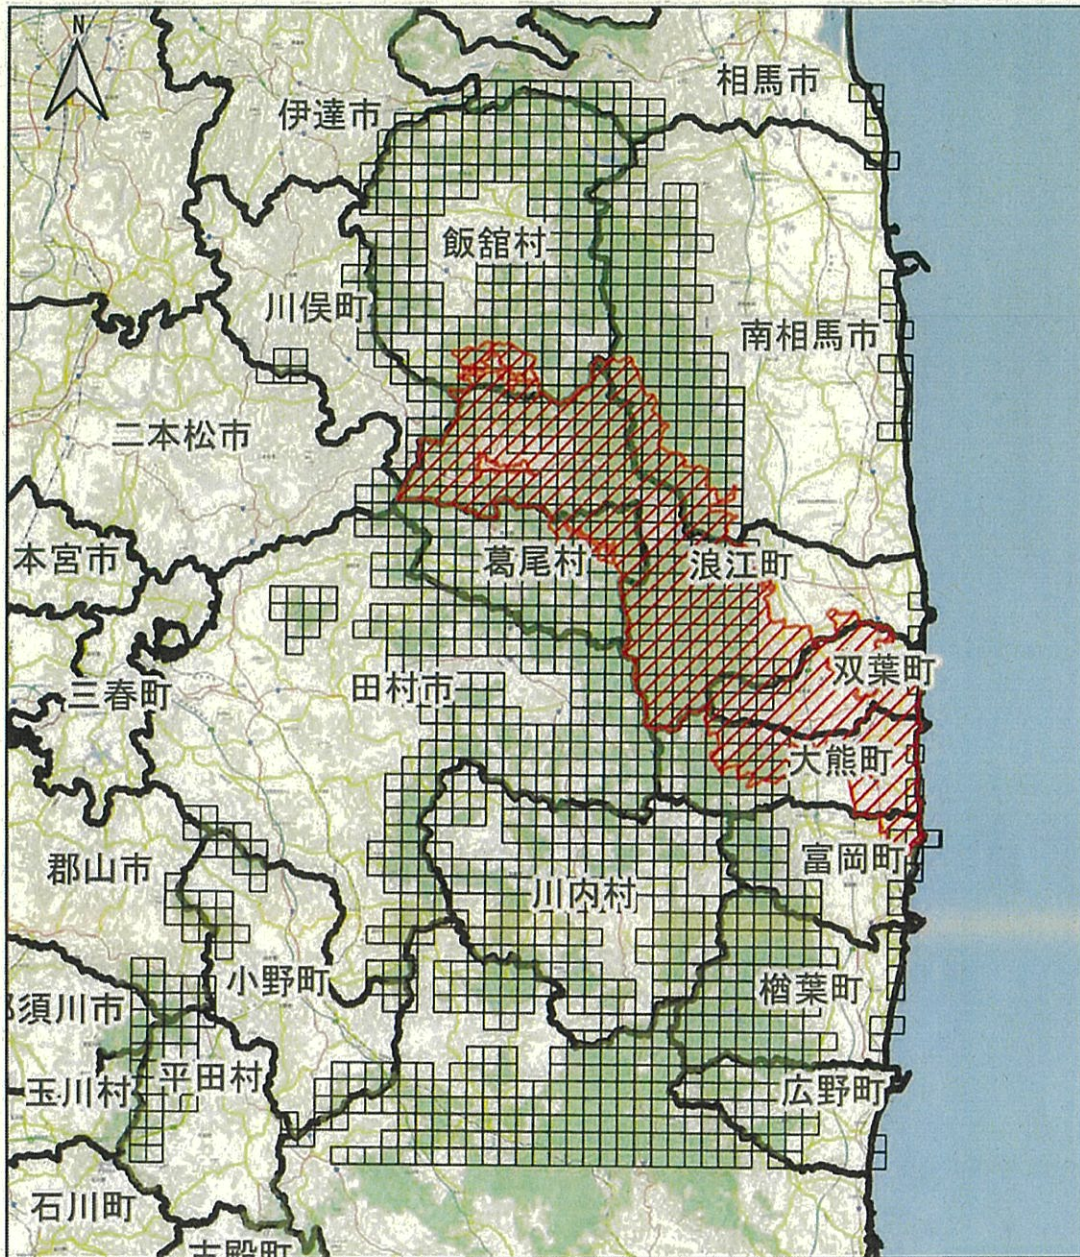 N
相馬市
伊達市
飯舘村
川俣町
南相馬市
二本松市
本宮市
葛尾村
浪江町
双葉町
三春町
田村市
大熊町
郡山市
富岡町
川内村
小野町
楢葉町
須川市
玉川村
平田村
広野町
石川町
古殿町